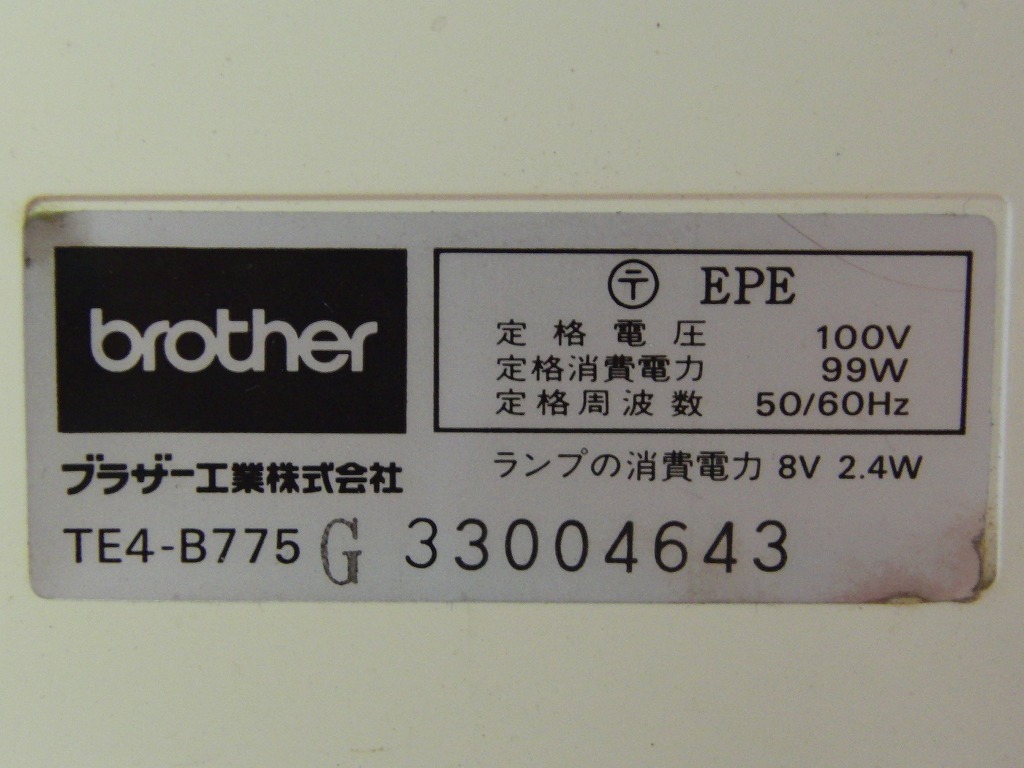 brother
〒 EPE
定格電圧 100V
定格消費電力 99W
定格周波数 50/60Hz
ブラザー工業株式会社
ランプの消費電力 8V 2.4W
TE4-B775 G 33004643